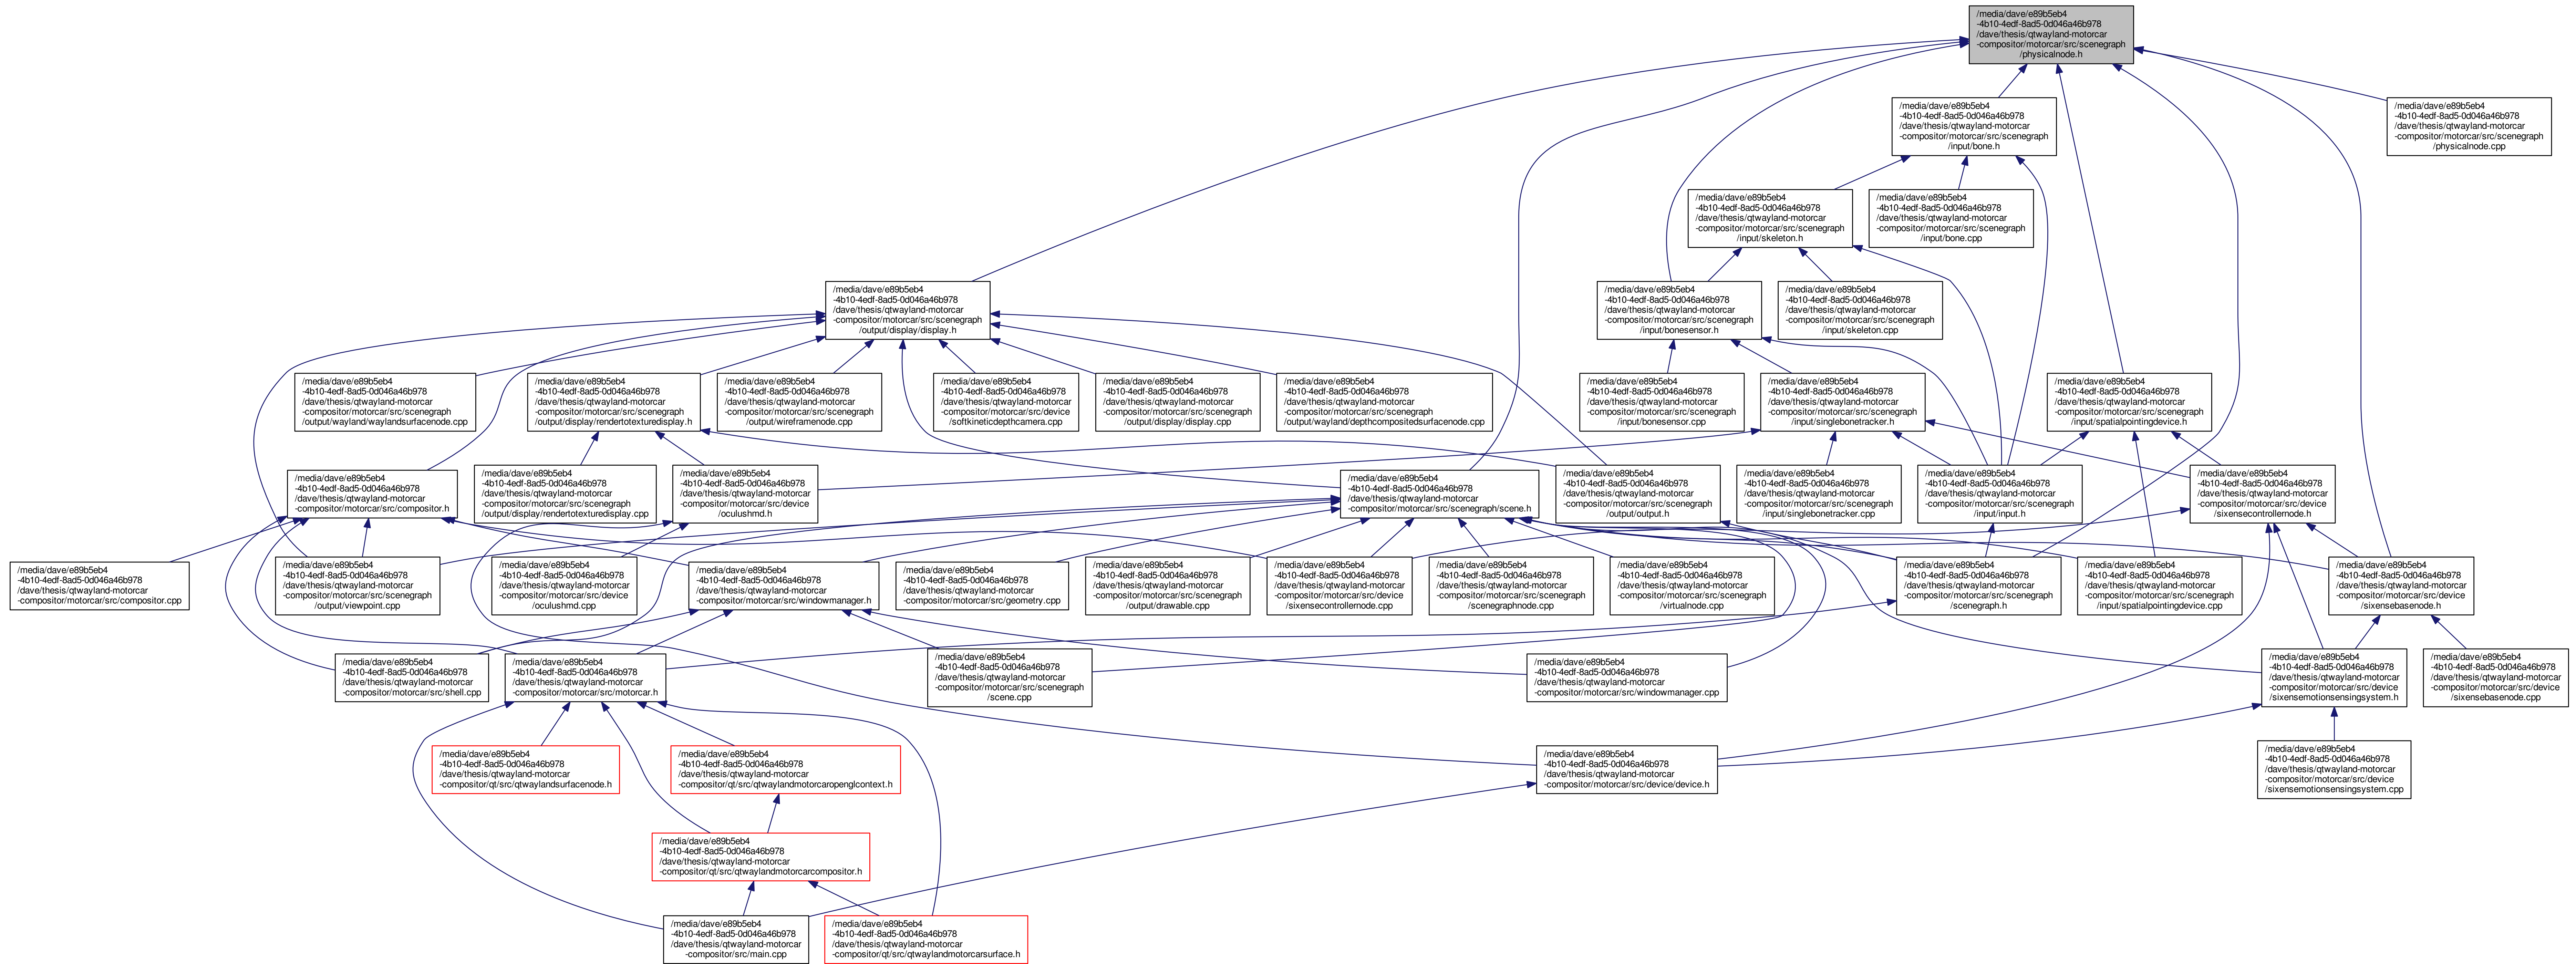 /media/dave/e89b5eb4
-4b10-4edf-8ad5-0d046a46b978
/dave/thesis/qtwayland-motorcar
-compositor/motorcar/src/scenegraph
/physicalnode.h
/media/dave/e89b5eb4
-4b10-4edf-8ad5-0d046a46b978
/dave/thesis/qtwayland-motorcar
-compositor/motorcar/src/scenegraph
/input/bone.h
/media/dave/e89b5eb4
-4b10-4edf-8ad5-0d046a46b978
/dave/thesis/qtwayland-motorcar
-compositor/motorcar/src/scenegraph
/physicalnode.cpp
/media/dave/e89b5eb4
-4b10-4edf-8ad5-0d046a46b978
/dave/thesis/qtwayland-motorcar
-compositor/motorcar/src/scenegraph
/input/skeleton.h
/media/dave/e89b5eb4
-4b10-4edf-8ad5-0d046a46b978
/dave/thesis/qtwayland-motorcar
-compositor/motorcar/src/scenegraph
/input/bone.cpp
/media/dave/e89b5eb4
-4b10-4edf-8ad5-0d046a46b978
/dave/thesis/qtwayland-motorcar
-compositor/motorcar/src/scenegraph
/output/display/display.h
/media/dave/e89b5eb4
-4b10-4edf-8ad5-0d046a46b978
/dave/thesis/qtwayland-motorcar
-compositor/motorcar/src/scenegraph
/input/bonesensor.h
/media/dave/e89b5eb4
-4b10-4edf-8ad5-0d046a46b978
/dave/thesis/qtwayland-motorcar
-compositor/motorcar/src/scenegraph
/input/skeleton.cpp
/media/dave/e89b5eb4
-4b10-4edf-8ad5-0d046a46b978
/dave/thesis/qtwayland-motorcar
-compositor/motorcar/src/scenegraph
/output/wayland/waylandsurfacenode.cpp
/media/dave/e89b5eb4
-4b10-4edf-8ad5-0d046a46b978
/dave/thesis/qtwayland-motorcar
-compositor/motorcar/src/scenegraph
/output/display/rendertotexturedisplay.h
/media/dave/e89b5eb4
-4b10-4edf-8ad5-0d046a46b978
/dave/thesis/qtwayland-motorcar
-compositor/motorcar/src/scenegraph
/output/wireframenode.cpp
/media/dave/e89b5eb4
-4b10-4edf-8ad5-0d046a46b978
/dave/thesis/qtwayland-motorcar
-compositor/motorcar/src/device
/softkineticdepthcamera.cpp
/media/dave/e89b5eb4
-4b10-4edf-8ad5-0d046a46b978
/dave/thesis/qtwayland-motorcar
-compositor/motorcar/src/scenegraph
/output/display/display.cpp
/media/dave/e89b5eb4
-4b10-4edf-8ad5-0d046a46b978
/dave/thesis/qtwayland-motorcar
-compositor/motorcar/src/scenegraph
/output/wayland/depthcompositedsurfacenode.cpp
/media/dave/e89b5eb4
-4b10-4edf-8ad5-0d046a46b978
/dave/thesis/qtwayland-motorcar
-compositor/motorcar/src/scenegraph
/input/bonesensor.cpp
/media/dave/e89b5eb4
-4b10-4edf-8ad5-0d046a46b978
/dave/thesis/qtwayland-motorcar
-compositor/motorcar/src/scenegraph
/input/singlebonetracker.h
/media/dave/e89b5eb4
-4b10-4edf-8ad5-0d046a46b978
/dave/thesis/qtwayland-motorcar
-compositor/motorcar/src/scenegraph
/input/spatialpointingdevice.h
/media/dave/e89b5eb4
-4b10-4edf-8ad5-0d046a46b978
/dave/thesis/qtwayland-motorcar
-compositor/motorcar/src/compositor.h
/media/dave/e89b5eb4
-4b10-4edf-8ad5-0d046a46b978
/dave/thesis/qtwayland-motorcar
-compositor/motorcar/src/scenegraph
/output/display/rendertotexturedisplay.cpp
/media/dave/e89b5eb4
-4b10-4edf-8ad5-0d046a46b978
/dave/thesis/qtwayland-motorcar
-compositor/motorcar/src/device
/oculushmd.h
/media/dave/e89b5eb4
-4b10-4edf-8ad5-0d046a46b978
/dave/thesis/qtwayland-motorcar
-compositor/motorcar/src/scenegraph/scene.h
/media/dave/e89b5eb4
-4b10-4edf-8ad5-0d046a46b978
/dave/thesis/qtwayland-motorcar
-compositor/motorcar/src/scenegraph
/output/output.h
/media/dave/e89b5eb4
-4b10-4edf-8ad5-0d046a46b978
/dave/thesis/qtwayland-motorcar
-compositor/motorcar/src/scenegraph
/input/singlebonetracker.cpp
/media/dave/e89b5eb4
-4b10-4edf-8ad5-0d046a46b978
/dave/thesis/qtwayland-motorcar
-compositor/motorcar/src/scenegraph
/input/input.h
/media/dave/e89b5eb4
-4b10-4edf-8ad5-0d046a46b978
/dave/thesis/qtwayland-motorcar
-compositor/motorcar/src/device
/sixensecontrollernode.h
/media/dave/e89b5eb4
-4b10-4edf-8ad5-0d046a46b978
/dave/thesis/qtwayland-motorcar
-compositor/motorcar/src/compositor.cpp
/media/dave/e89b5eb4
-4b10-4edf-8ad5-0d046a46b978
/dave/thesis/qtwayland-motorcar
-compositor/motorcar/src/scenegraph
/output/viewpoint.cpp
/media/dave/e89b5eb4
-4b10-4edf-8ad5-0d046a46b978
/dave/thesis/qtwayland-motorcar
-compositor/motorcar/src/device
/oculushmd.cpp
/media/dave/e89b5eb4
-4b10-4edf-8ad5-0d046a46b978
/dave/thesis/qtwayland-motorcar
-compositor/motorcar/src/windowmanager.h
/media/dave/e89b5eb4
-4b10-4edf-8ad5-0d046a46b978
/dave/thesis/qtwayland-motorcar
-compositor/motorcar/src/geometry.cpp
/media/dave/e89b5eb4
-4b10-4edf-8ad5-0d046a46b978
/dave/thesis/qtwayland-motorcar
-compositor/motorcar/src/scenegraph
/output/drawable.cpp
/media/dave/e89b5eb4
-4b10-4edf-8ad5-0d046a46b978
/dave/thesis/qtwayland-motorcar
-compositor/motorcar/src/device
/sixensecontrollernode.cpp
/media/dave/e89b5eb4
-4b10-4edf-8ad5-0d046a46b978
/dave/thesis/qtwayland-motorcar
-compositor/motorcar/src/scenegraph
/scenegraphnode.cpp
/media/dave/e89b5eb4
-4b10-4edf-8ad5-0d046a46b978
/dave/thesis/qtwayland-motorcar
-compositor/motorcar/src/scenegraph
/virtualnode.cpp
/media/dave/e89b5eb4
-4b10-4edf-8ad5-0d046a46b978
/dave/thesis/qtwayland-motorcar
-compositor/motorcar/src/scenegraph
/scenegraph.h
/media/dave/e89b5eb4
-4b10-4edf-8ad5-0d046a46b978
/dave/thesis/qtwayland-motorcar
-compositor/motorcar/src/scenegraph
/input/spatialpointingdevice.cpp
/media/dave/e89b5eb4
-4b10-4edf-8ad5-0d046a46b978
/dave/thesis/qtwayland-motorcar
-compositor/motorcar/src/device
/sixensebasenode.h
/media/dave/e89b5eb4
-4b10-4edf-8ad5-0d046a46b978
/dave/thesis/qtwayland-motorcar
-compositor/motorcar/src/shell.cpp
/media/dave/e89b5eb4
-4b10-4edf-8ad5-0d046a46b978
/dave/thesis/qtwayland-motorcar
-compositor/motorcar/src/motorcar.h
/media/dave/e89b5eb4
-4b10-4edf-8ad5-0d046a46b978
/dave/thesis/qtwayland-motorcar
-compositor/motorcar/src/scenegraph
/scene.cpp
/media/dave/e89b5eb4
-4b10-4edf-8ad5-0d046a46b978
/dave/thesis/qtwayland-motorcar
-compositor/motorcar/src/windowmanager.cpp
/media/dave/e89b5eb4
-4b10-4edf-8ad5-0d046a46b978
/dave/thesis/qtwayland-motorcar
-compositor/motorcar/src/device
/sixensemotionsensingsystem.h
/media/dave/e89b5eb4
-4b10-4edf-8ad5-0d046a46b978
/dave/thesis/qtwayland-motorcar
-compositor/motorcar/src/device
/sixensebasenode.cpp
/media/dave/e89b5eb4
-4b10-4edf-8ad5-0d046a46b978
/dave/thesis/qtwayland-motorcar
-compositor/qt/src/qtwaylandsurfacenode.h
/media/dave/e89b5eb4
-4b10-4edf-8ad5-0d046a46b978
/dave/thesis/qtwayland-motorcar
-compositor/qt/src/qtwaylandmotorcaropenglcontext.h
/media/dave/e89b5eb4
-4b10-4edf-8ad5-0d046a46b978
/dave/thesis/qtwayland-motorcar
-compositor/motorcar/src/device/device.h
/media/dave/e89b5eb4
-4b10-4edf-8ad5-0d046a46b978
/dave/thesis/qtwayland-motorcar
-compositor/motorcar/src/device
/sixensemotionsensingsystem.cpp
/media/dave/e89b5eb4
-4b10-4edf-8ad5-0d046a46b978
/dave/thesis/qtwayland-motorcar
-compositor/qt/src/qtwaylandmotorcarcompositor.h
/media/dave/e89b5eb4
-4b10-4edf-8ad5-0d046a46b978
/dave/thesis/qtwayland-motorcar
-compositor/src/main.cpp
/media/dave/e89b5eb4
-4b10-4edf-8ad5-0d046a46b978
/dave/thesis/qtwayland-motorcar
-compositor/qt/src/qtwaylandmotorcarsurface.h